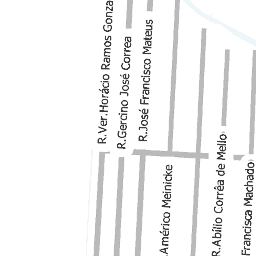 R.Ver.Horácio Ramos Gonza
R.Gercino José Correa
R.José Francisco Mateus
.Américo Meinicke
R.Abílio Corrêa de Mello
Francisca Machado